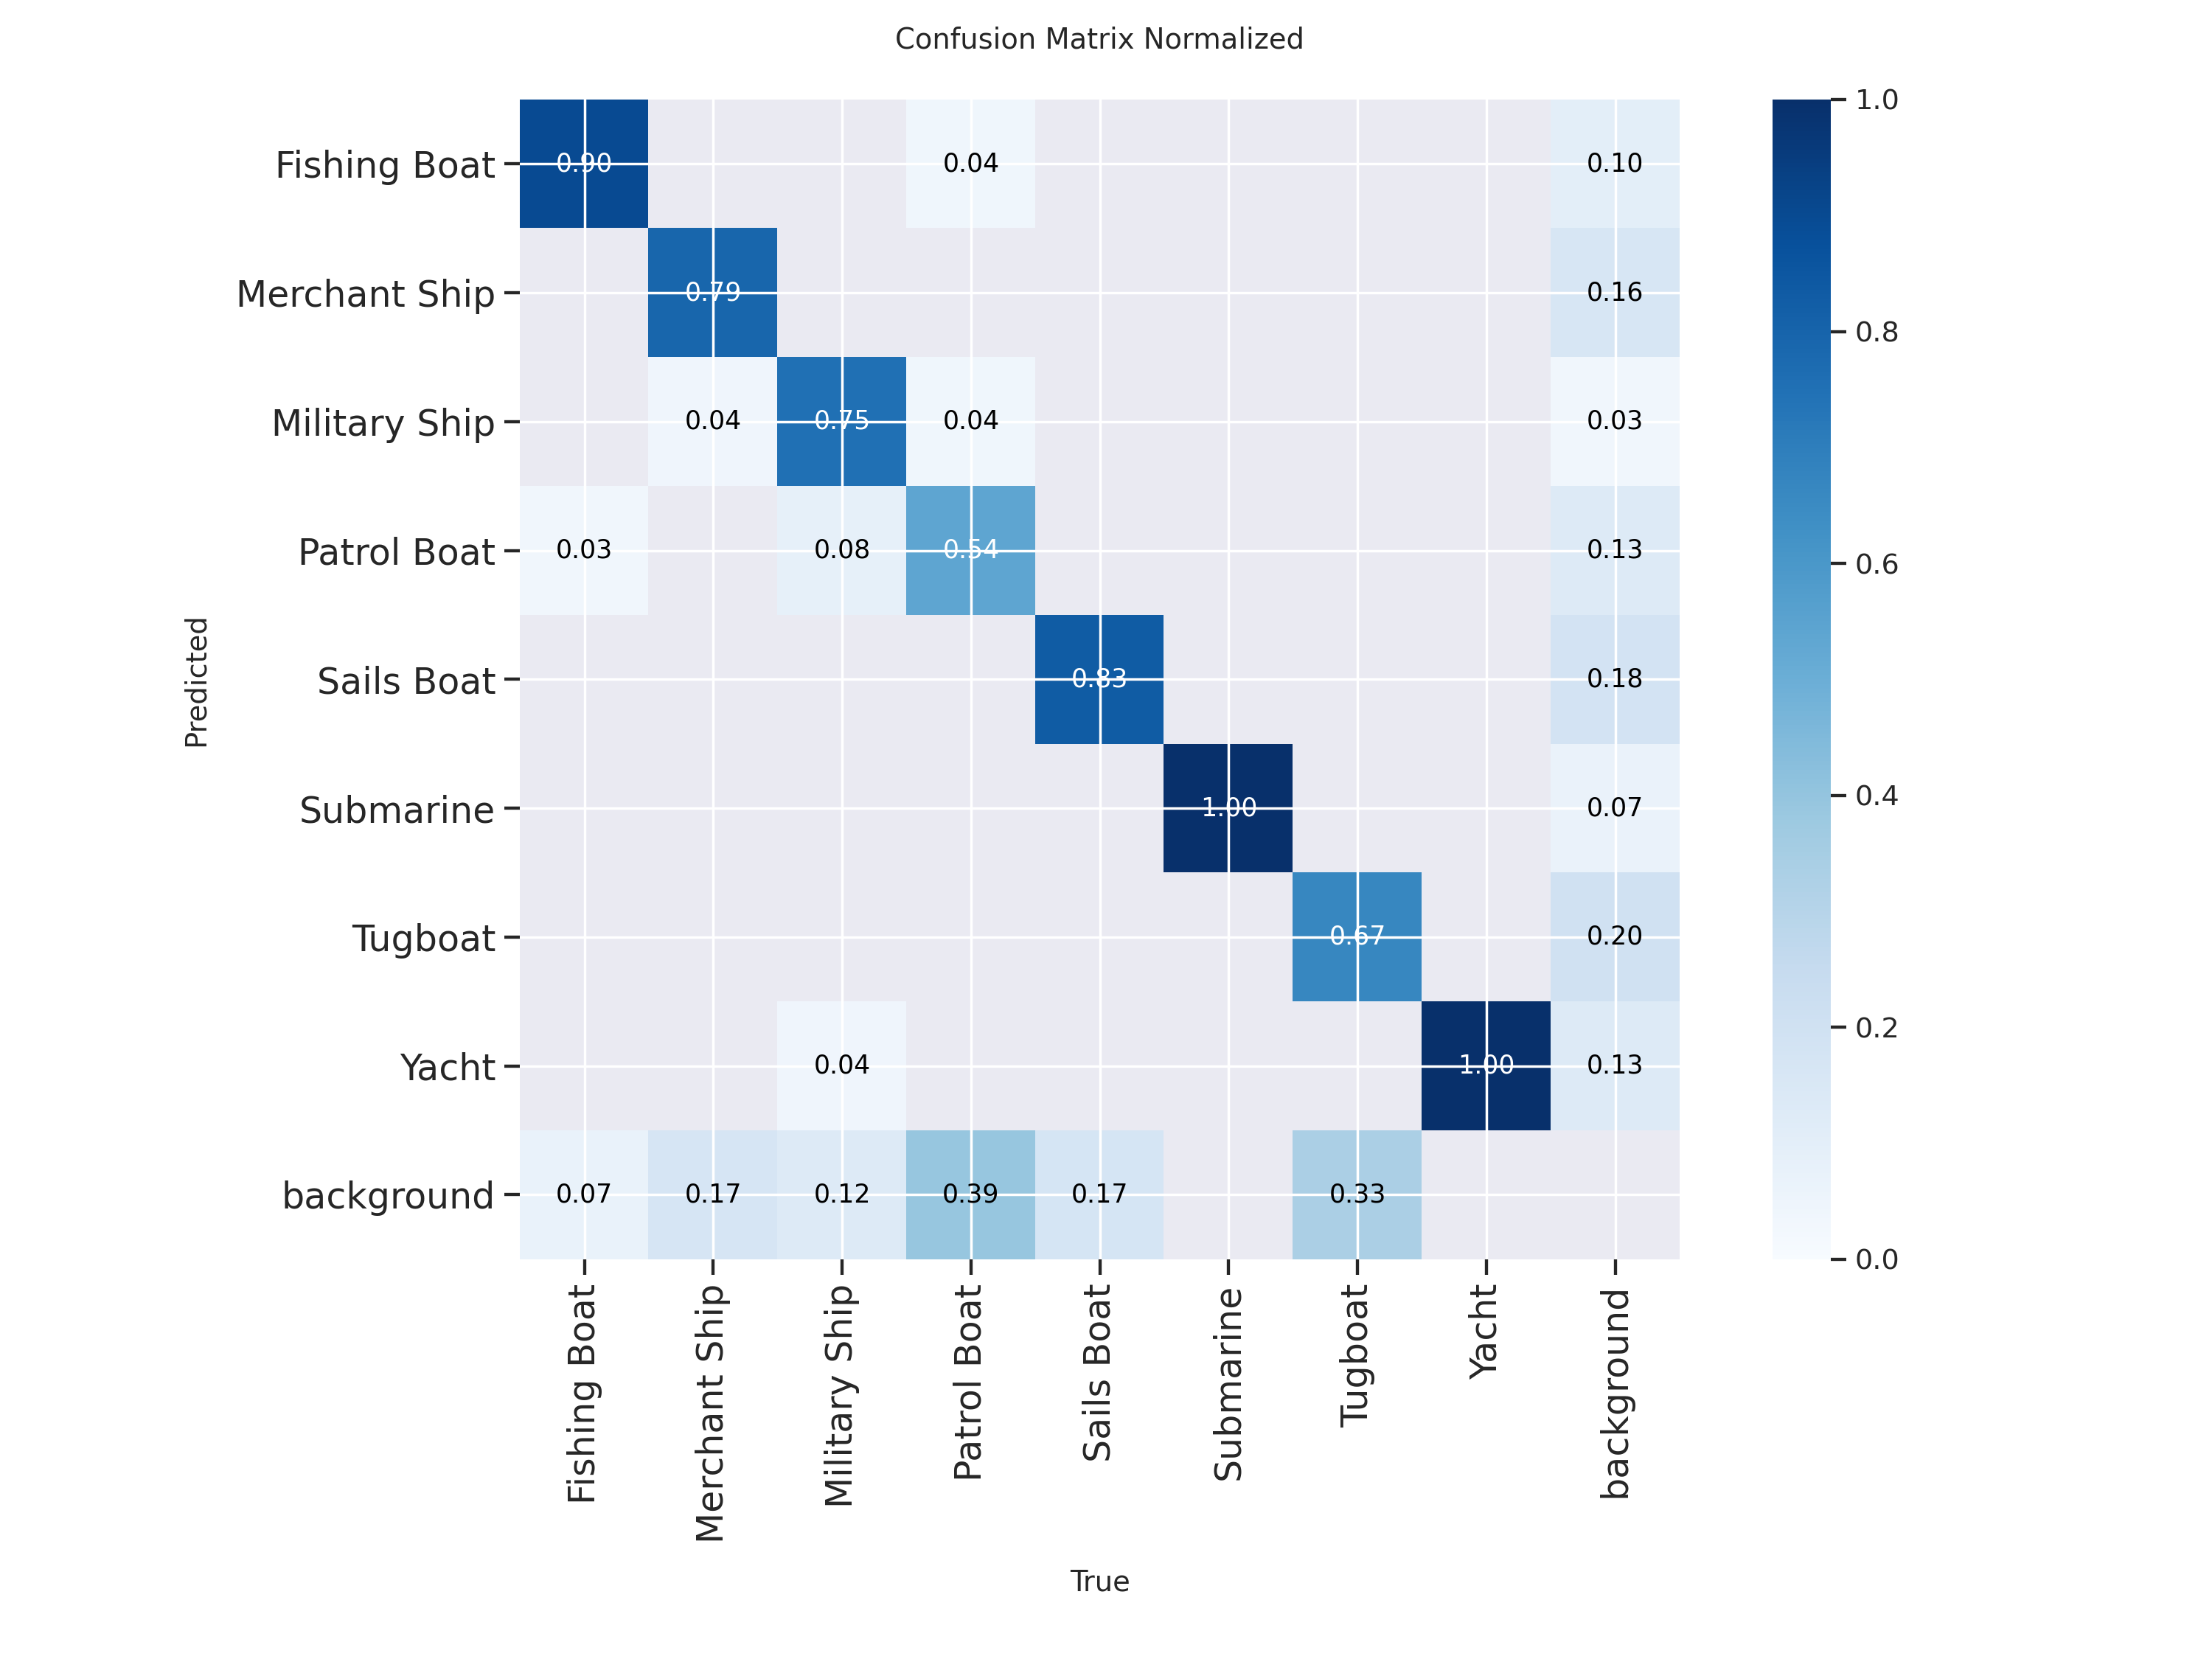 Confusion Matrix Normalized
Fishing Boat 0.90 0.04 0.10
Merchant Ship 0.79 0.16
Military Ship 0.04 0.75 0.04 0.03
Patrol Boat 0.03 0.08 0.54 0.13
Sails Boat 0.83 0.18
Submarine 1.00 0.07
Tugboat 0.67 0.20
Yacht 0.04 1.00 0.13
background 0.07 0.17 0.12 0.39 0.17 0.33
Predicted
Fishing Boat
Merchant Ship
Military Ship
Patrol Boat
Sails Boat
Submarine
Tugboat
Yacht
background
True
1.0
0.8
0.6
0.4
0.2
0.0